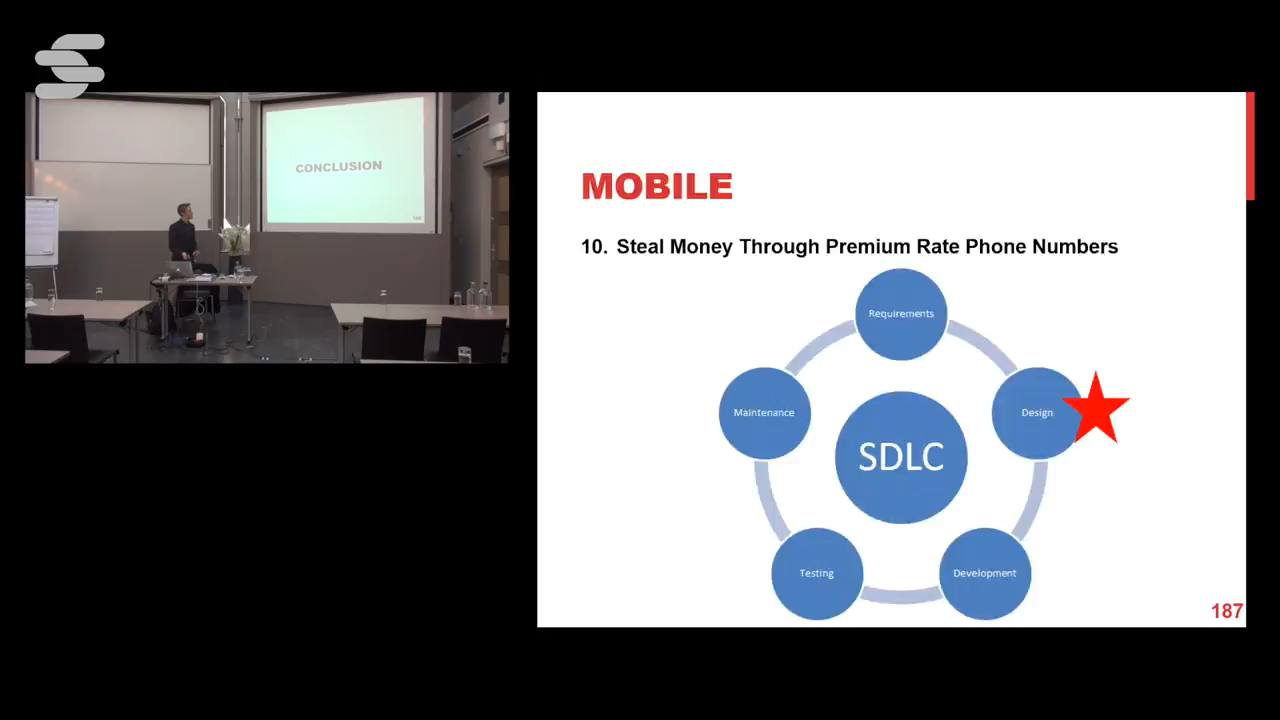 CONCLUSION
MOBILE
10. Steal Money Through Premium Rate Phone Numbers
Requirements
Maintenance
Design
SDLC
Testing
Development
187